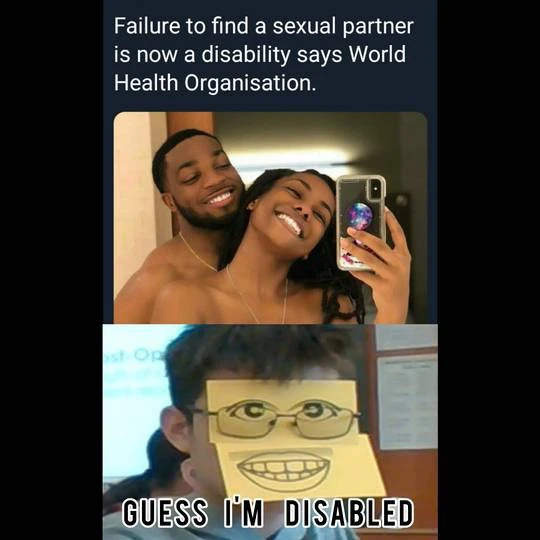 Failure to find a sexual partner
is now a disability says World
Health Organisation.
GUESS I'M DISABLED